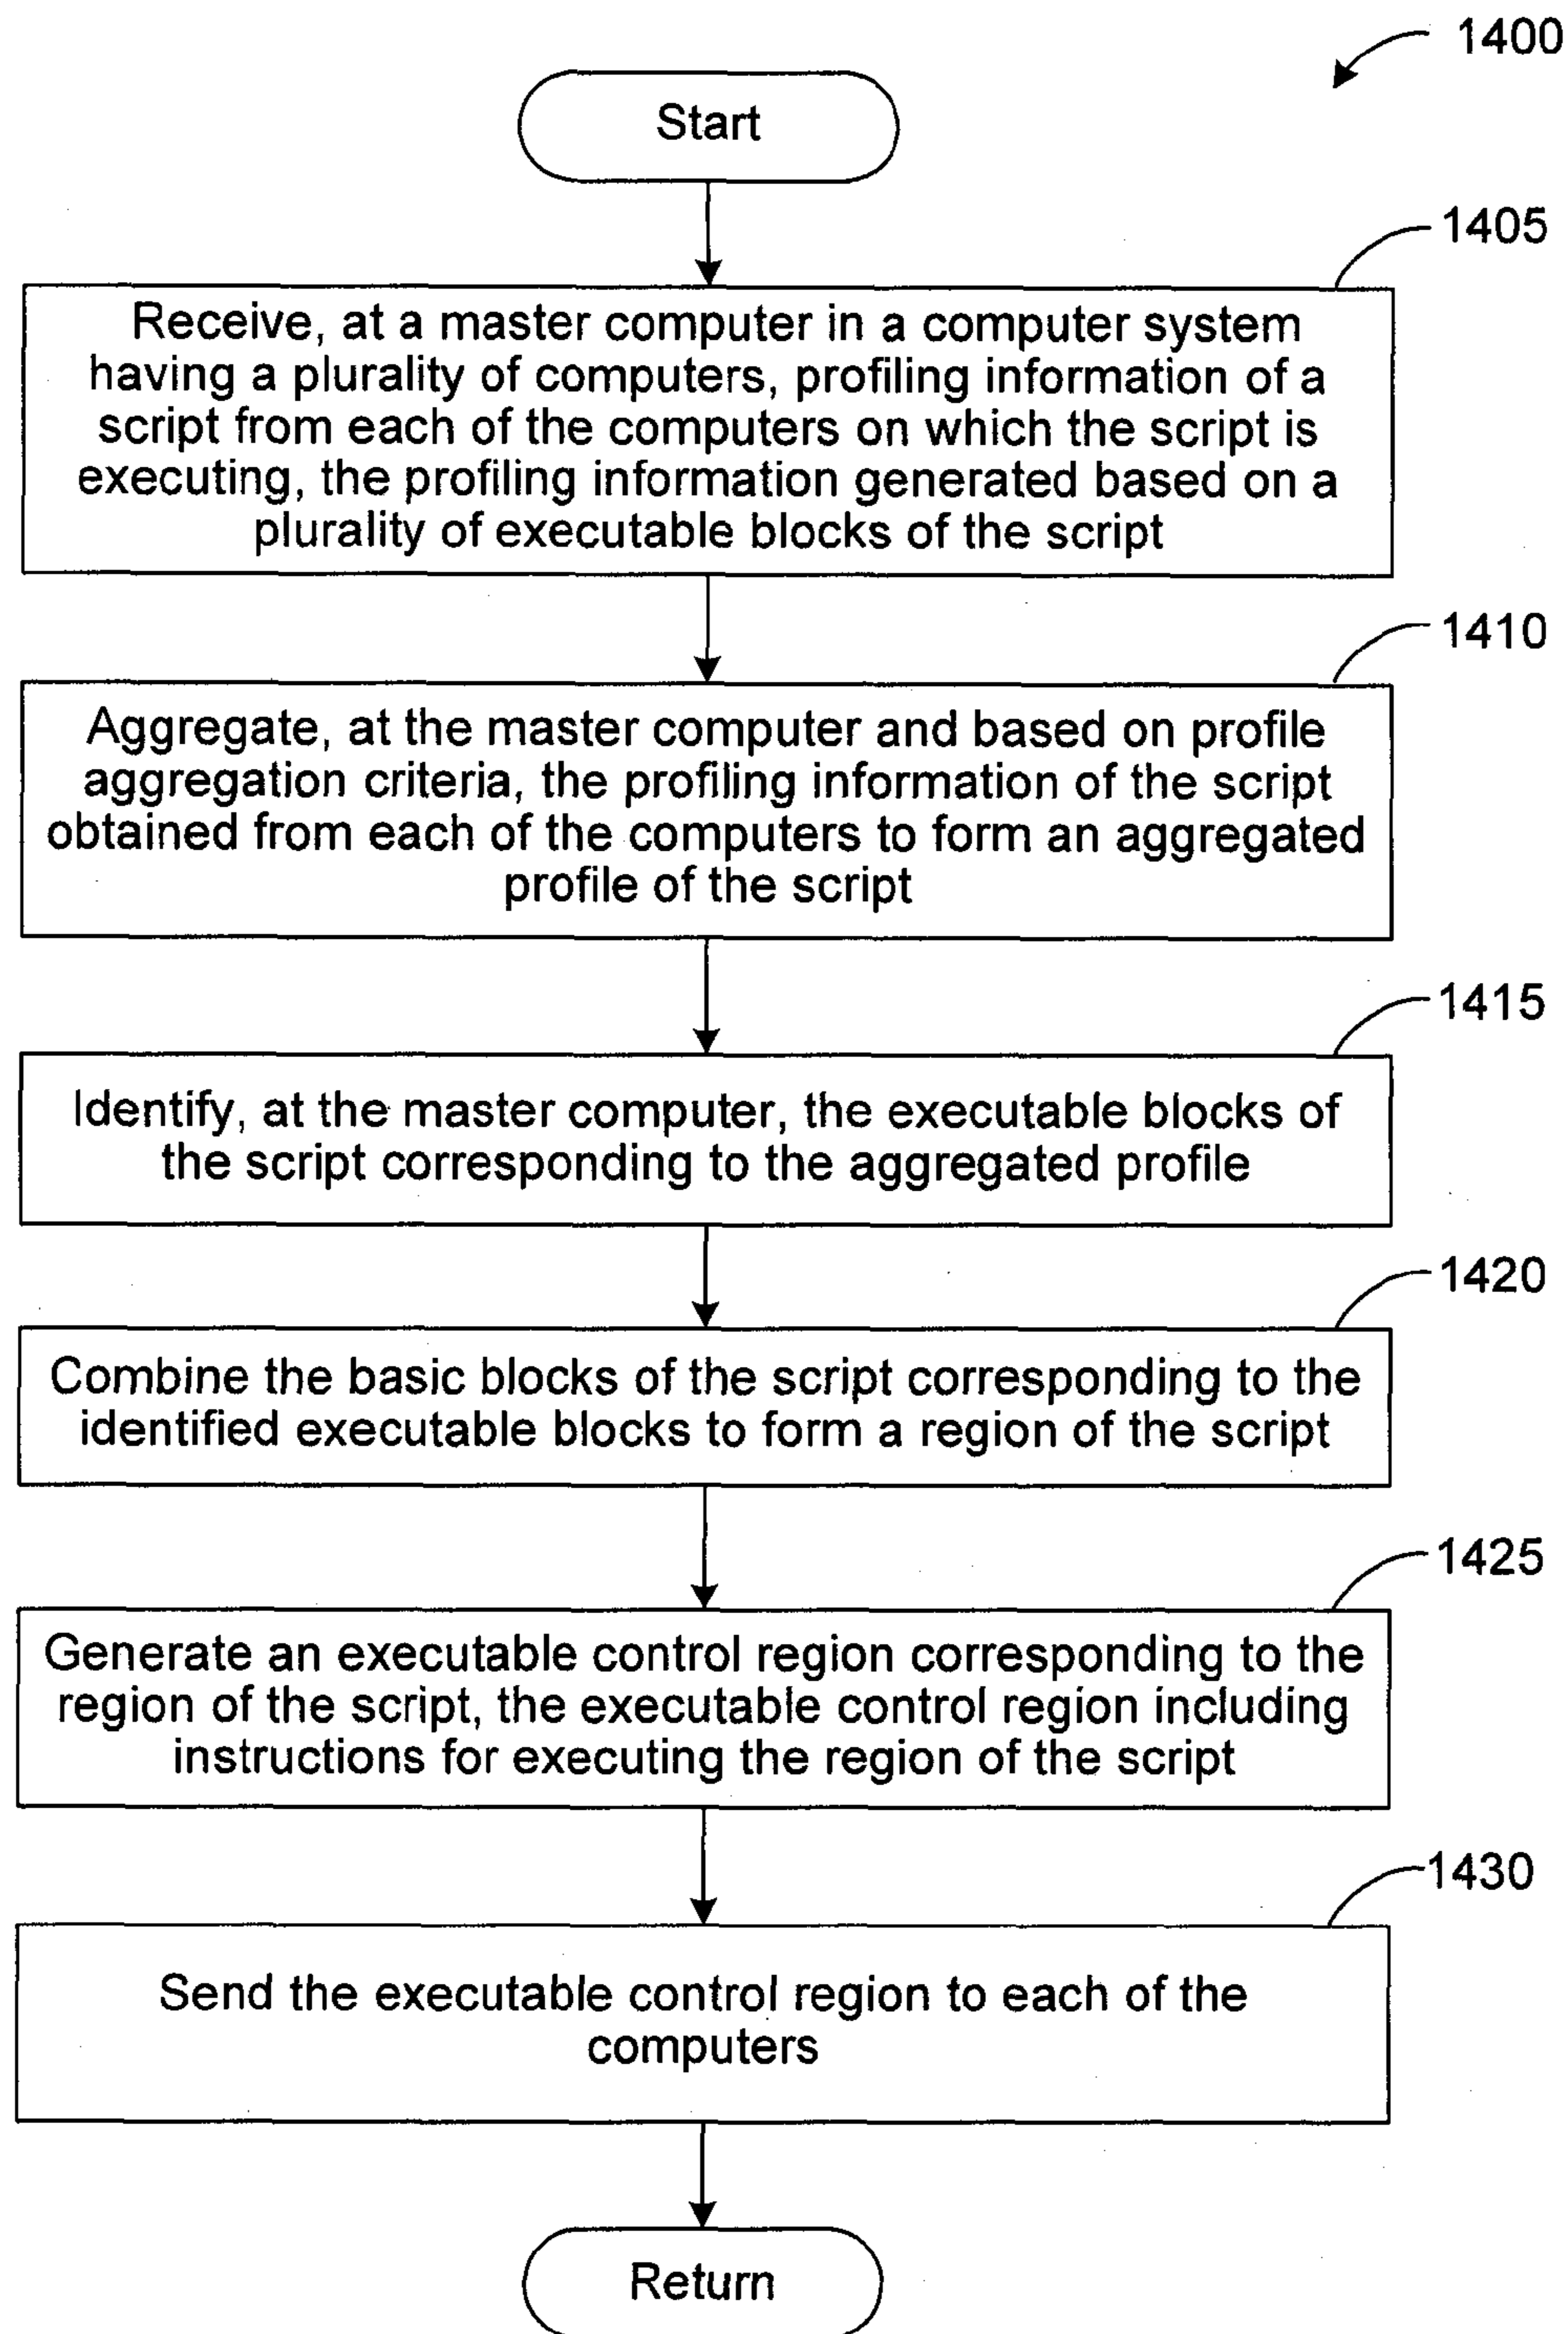 1400
Start
1405
Receive, at a master computer in a computer system
having a plurality of computers, profiling information of a
script from each of the computers on which the script is
executing, the profiling information generated based on a
plurality of executable blocks of the script
1410
Aggregate, at the master computer and based on profile
aggregation criteria, the profiling information of the script
obtained from each of the computers to form an aggregated
profile of the script
1415
Identify, at the master computer, the executable blocks of
the script corresponding to the aggregated profile
1420
Combine the basic blocks of the script corresponding to the
identified executable blocks to form a region of the script
1425
Generate an executable control region corresponding to the
region of the script, the executable control region including
instructions for executing the region of the script
1430
Send the executable control region to each of the
computers
Return